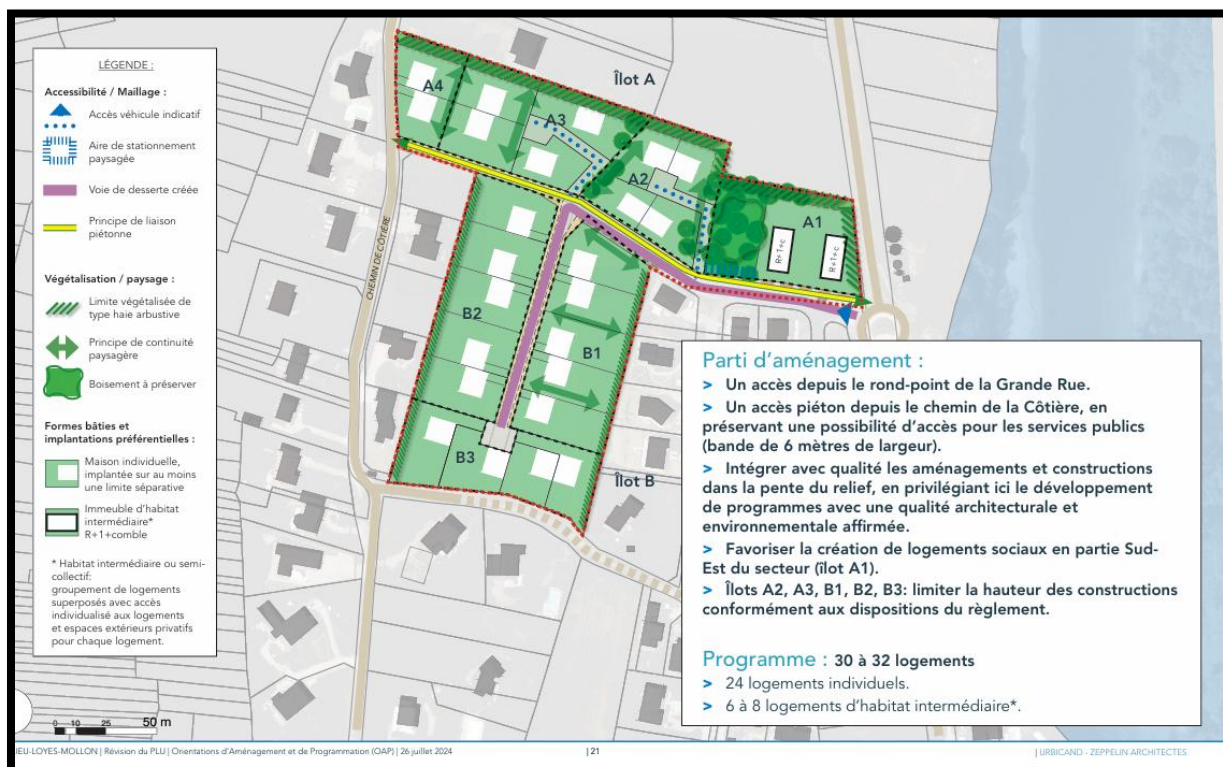 LÉGENDE :
Accessibilité / Maillage :
Accès véhicule indicatif
Aire de stationnement
paysagée
Voie de desserte créée
Principe de liaison
piétonne
Végétalisation / paysage :
Limite végétalisée de
type haie arbustive
Principe de continuité
paysagère
Boisement à préserver
Formes bâties et
implantations préférentielles :
Maison individuelle,
implantée sur au moins
une limite séparative
Immeuble d'habitat
intermédiaire*
R+1+comble
* Habitat intermédiaire ou semi-
collectif:
groupement de logements
superposés avec accès
individualisé aux logements
et espaces extérieurs privatifs
pour chaque logement.
0 10 25 50 m
Îlot A
A4
A3
A2
A1
R+1+c
R+1+c
CHEMIN DE CÔTIÈRE
B2
B1
B3
Îlot B
Parti d'aménagement :
> Un accès depuis le rond-point de la Grande Rue.
> Un accès piéton depuis le chemin de la Côtière, en
préservant une possibilité d'accès pour les services publics
(bande de 6 mètres de largeur).
> Intégrer avec qualité les aménagements et constructions
dans la pente du relief, en privilégiant ici le développement
de programmes avec une qualité architecturale et
environnementale affirmée.
> Favoriser la création de logements sociaux en partie Sud-
Est du secteur (îlot A1).
> Îlots A2, A3, B1, B2, B3: limiter la hauteur des constructions
conformément aux dispositions du règlement.
Programme : 30 à 32 logements
> 24 logements individuels.
> 6 à 8 logements d'habitat intermédiaire*.
IEU-LOYES-MOLLON | Révision du PLU | Orientations d'Aménagement et de Programmation (OAP) | 26 juillet 2024
| 21
| URBICAND - ZEPPELIN ARCHITECTES